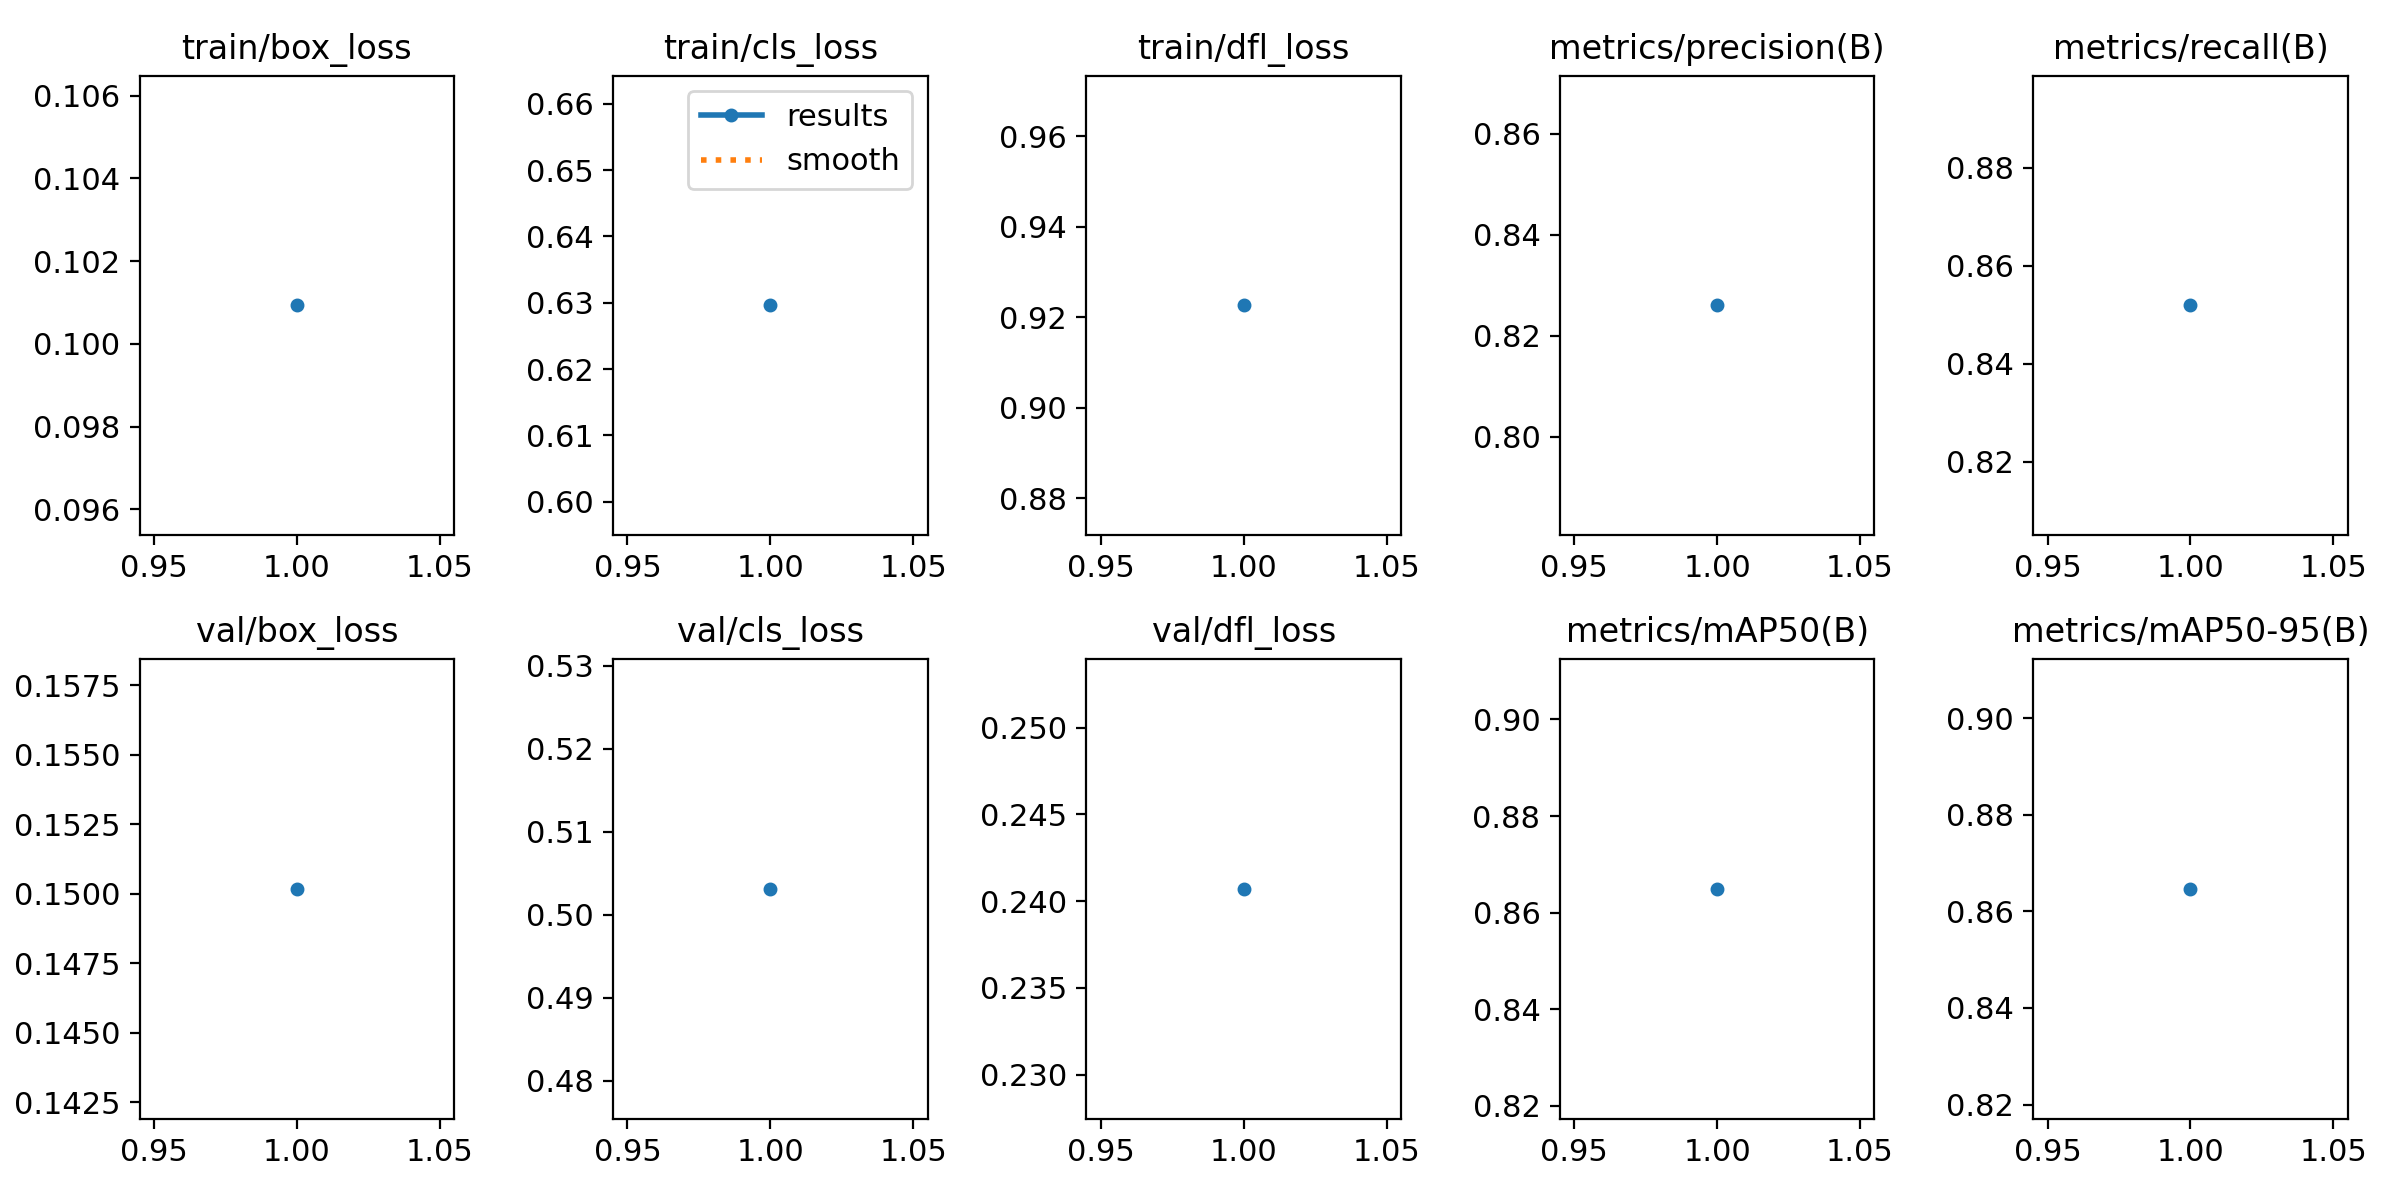 train/box_loss
train/cls_loss
train/dfl_loss
metrics/precision(B)
metrics/recall(B)
0.106
0.104
0.102
0.100
0.098
0.096
0.95 1.00 1.05
0.66
0.65
0.64
0.63
0.62
0.61
0.60
results
smooth
0.95 1.00 1.05
0.96
0.94
0.92
0.90
0.88
0.95 1.00 1.05
0.86
0.84
0.82
0.80
0.95 1.00 1.05
0.88
0.86
0.84
0.82
0.95 1.00 1.05
val/box_loss
val/cls_loss
val/dfl_loss
metrics/mAP50(B)
metrics/mAP50-95(B)
0.1575
0.1550
0.1525
0.1500
0.1475
0.1450
0.1425
0.95 1.00 1.05
0.53
0.52
0.51
0.50
0.49
0.48
0.95 1.00 1.05
0.250
0.245
0.240
0.235
0.230
0.95 1.00 1.05
0.90
0.88
0.86
0.84
0.82
0.95 1.00 1.05
0.90
0.88
0.86
0.84
0.82
0.95 1.00 1.05